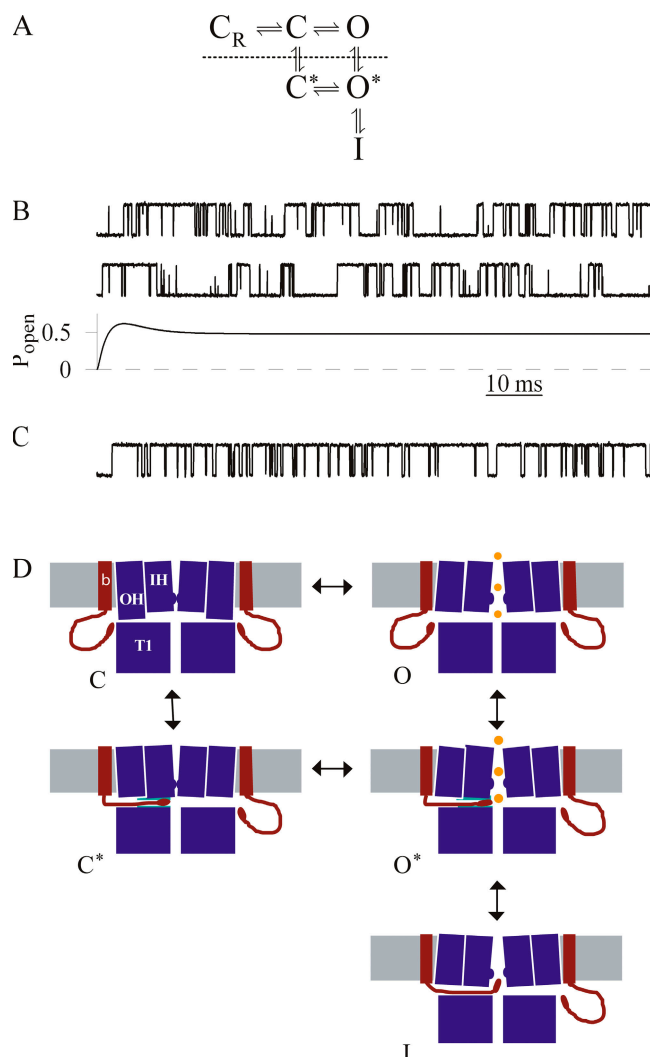 A
C_R ⇌ C ⇌ O
C* ⇌ O*
I
B
P_open
0.5
0
10 ms
C
D
b
IH
OH
T1
C
O
C*
O*
I